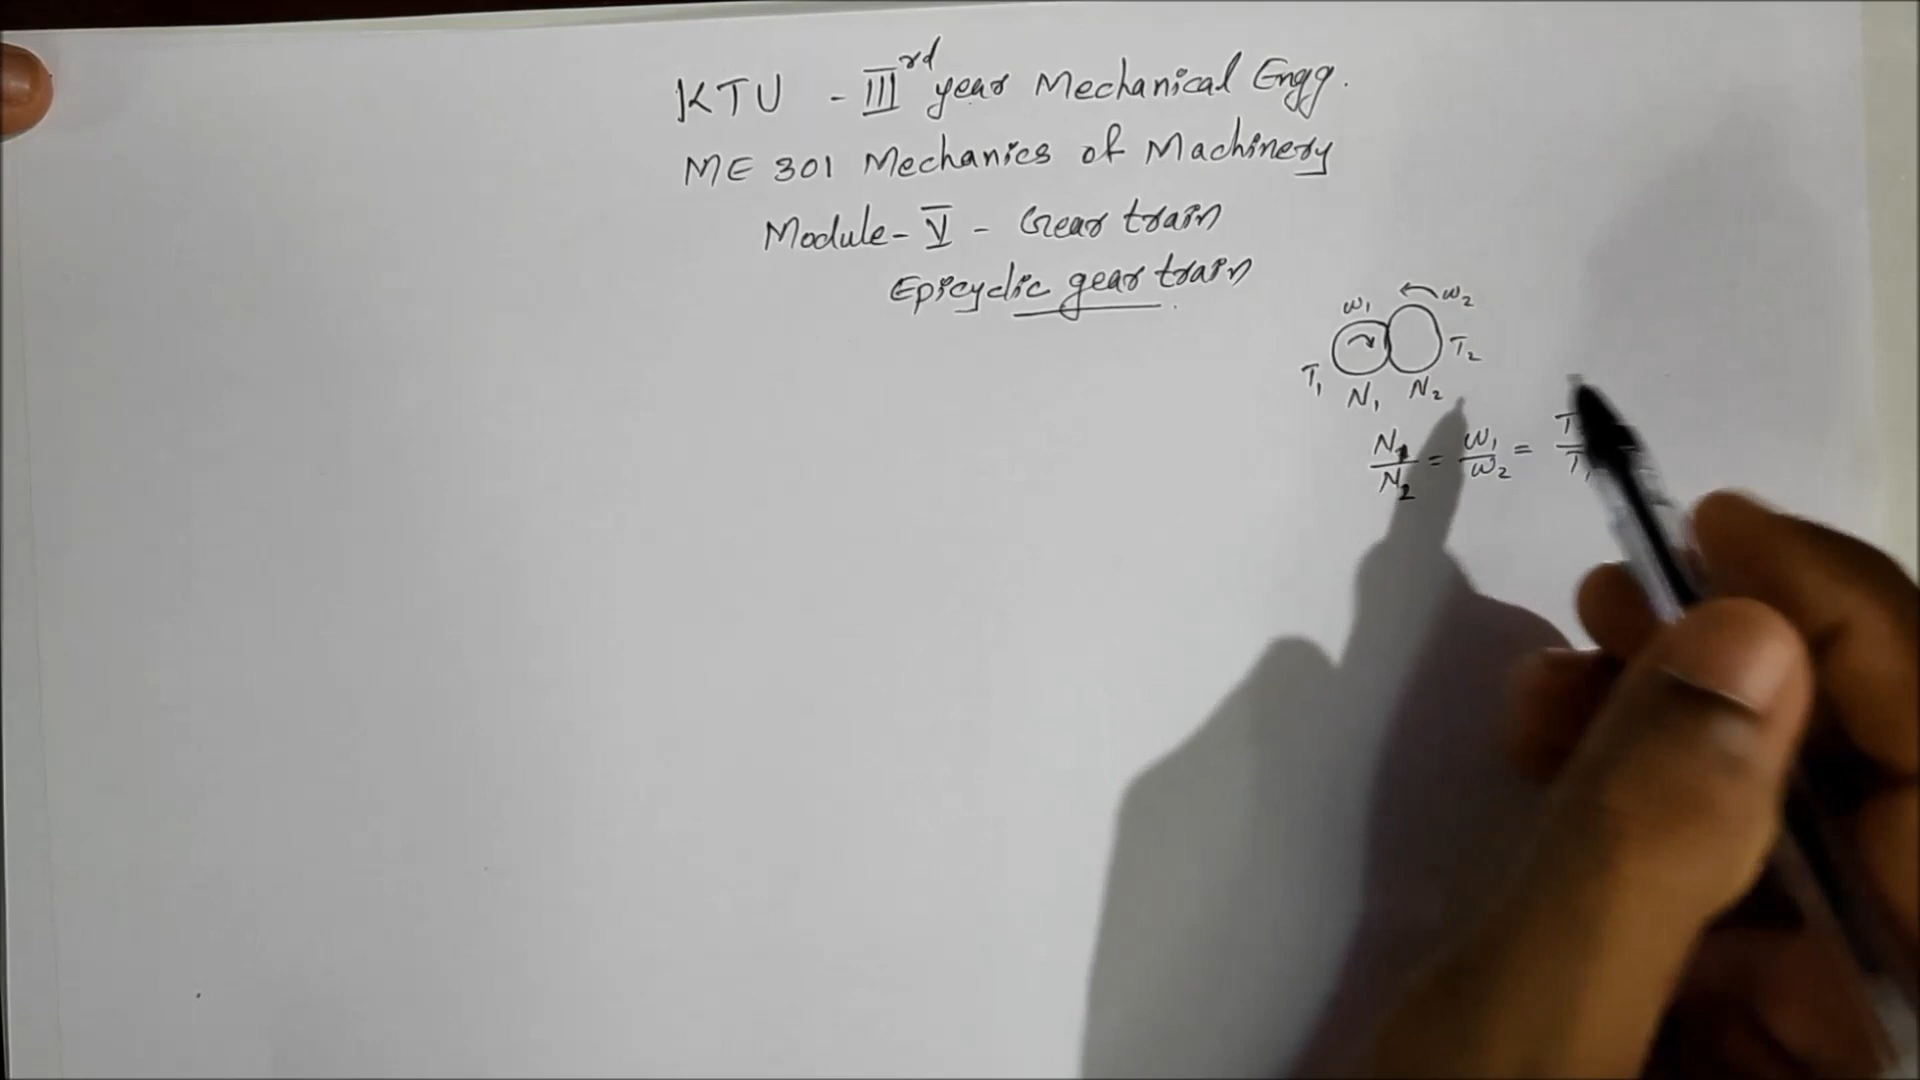 KTU - III rd year Mechanical Engg.
ME 301 Mechanics of Machinery
Module - V - Gear train
Epicyclic gear train.
ω1 ω2
T1 T2
N1 N2
N1/N2 = ω1/ω2 = T /T1